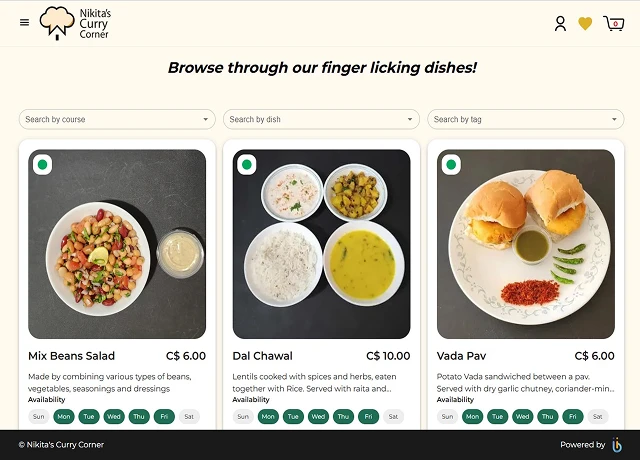 Nikita's
Curry
Corner
0
Browse through our finger licking dishes!
Search by course
Search by dish
Search by tag
Mix Beans Salad C$ 6.00
Made by combining various types of beans,
vegetables, seasonings and dressings
Availability
Sun Mon Tue Wed Thu Fri Sat
Dal Chawal C$ 10.00
Lentils cooked with spices and herbs, eaten
together with Rice. Served with raita and...
Availability
Sun Mon Tue Wed Thu Fri Sat
Vada Pav C$ 6.00
Potato Vada sandwiched between a pav.
Served with dry garlic chutney, coriander-min...
Availability
Sun Mon Tue Wed Thu Fri Sat
© Nikita's Curry Corner
Powered by